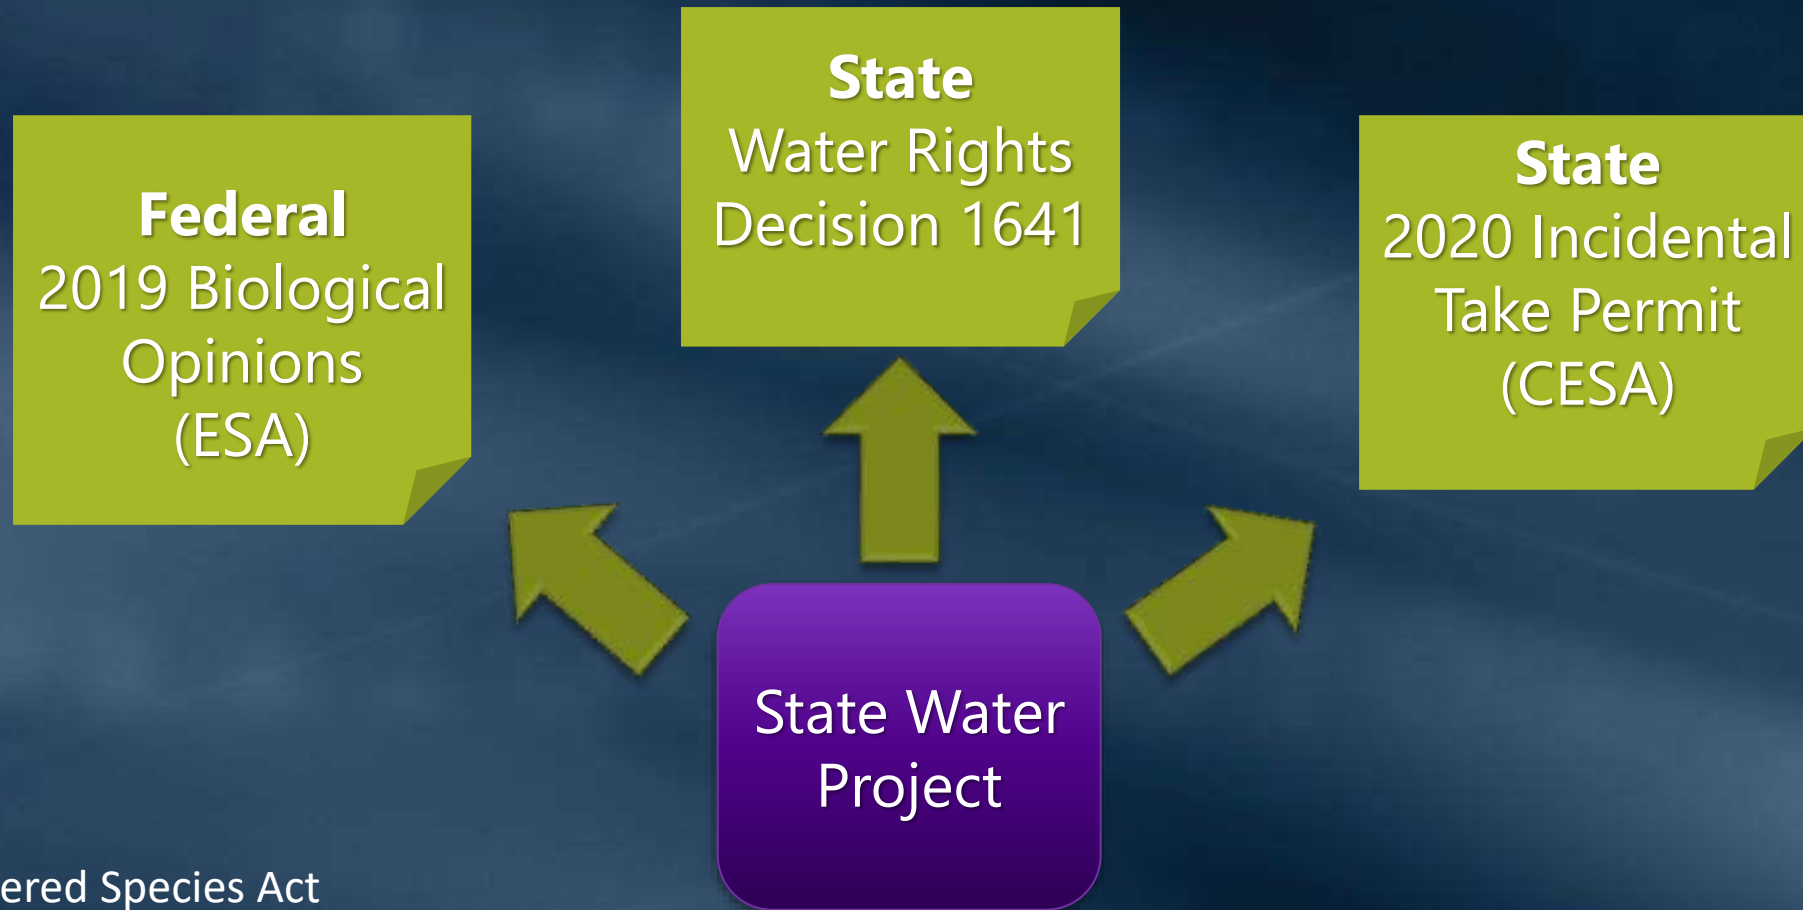 State
Water Rights
Decision 1641
Federal
2019 Biological
Opinions
(ESA)
State
2020 Incidental
Take Permit
(CESA)
State Water
Project
Species Act